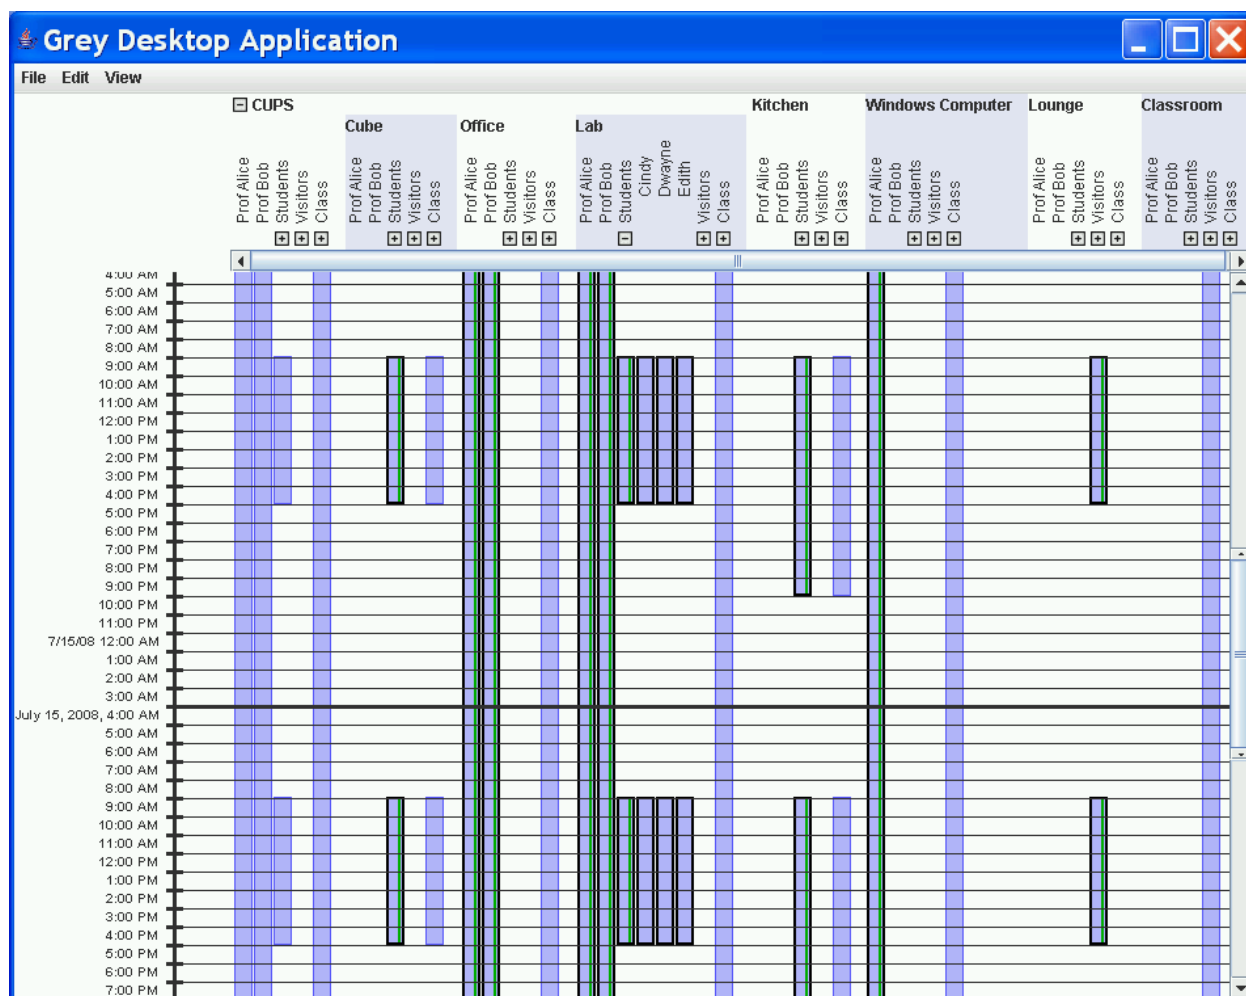 Grey Desktop Application
File Edit View
CUPS Kitchen Windows Computer Lounge Classroom
Cube Office Lab
Prof Alice Prof Bob Students Visitors Class Prof Alice Prof Bob Students Visitors Class Prof Alice Prof Bob Students Visitors Class Prof Alice Prof Bob Students Cindy Dwayne Edith Visitors Class Prof Alice Prof Bob Students Visitors Class Prof Alice Prof Bob Students Visitors Class Prof Alice Prof Bob Students Visitors Class Prof Alice Prof Bob Students Visitors Class
4:00 AM
5:00 AM
6:00 AM
7:00 AM
8:00 AM
9:00 AM
10:00 AM
11:00 AM
12:00 PM
1:00 PM
2:00 PM
3:00 PM
4:00 PM
5:00 PM
6:00 PM
7:00 PM
8:00 PM
9:00 PM
10:00 PM
11:00 PM
7/15/08 12:00 AM
1:00 AM
2:00 AM
3:00 AM
July 15, 2008, 4:00 AM
5:00 AM
6:00 AM
7:00 AM
8:00 AM
9:00 AM
10:00 AM
11:00 AM
12:00 PM
1:00 PM
2:00 PM
3:00 PM
4:00 PM
5:00 PM
6:00 PM
7:00 PM